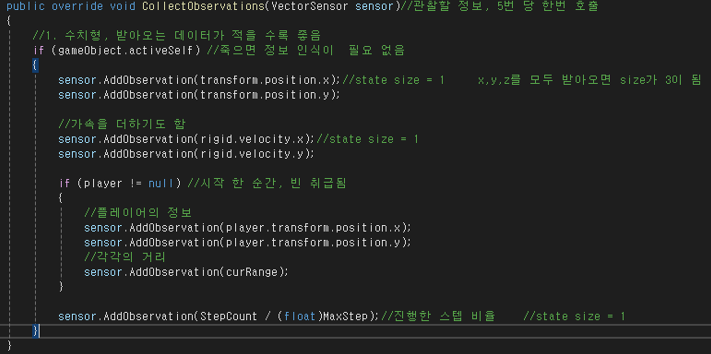 public override void CollectObservations(VectorSensor sensor)//관찰할 정보, 5번 당 한번 호출
{
//1. 수치형, 받아오는 데이터가 적을 수록 좋음
if (gameObject.activeSelf) //죽으면 정보 인식이  필요 없음
{
sensor.AddObservation(transform.position.x);//state size = 1     x,y,z를 모두 받아오면 size가 3이 됨
sensor.AddObservation(transform.position.y);
//가속을 더하기도 함
sensor.AddObservation(rigid.velocity.x);//state size = 1
sensor.AddObservation(rigid.velocity.y);
if (player != null) //시작 한 순간, 빈 취급됨
{
//플레이어의 정보
sensor.AddObservation(player.transform.position.x);
sensor.AddObservation(player.transform.position.y);
//각각의 거리
sensor.AddObservation(curRange);
}
sensor.AddObservation(StepCount / (float)MaxStep);//진행한 스텝 비율    //state size = 1
}
}